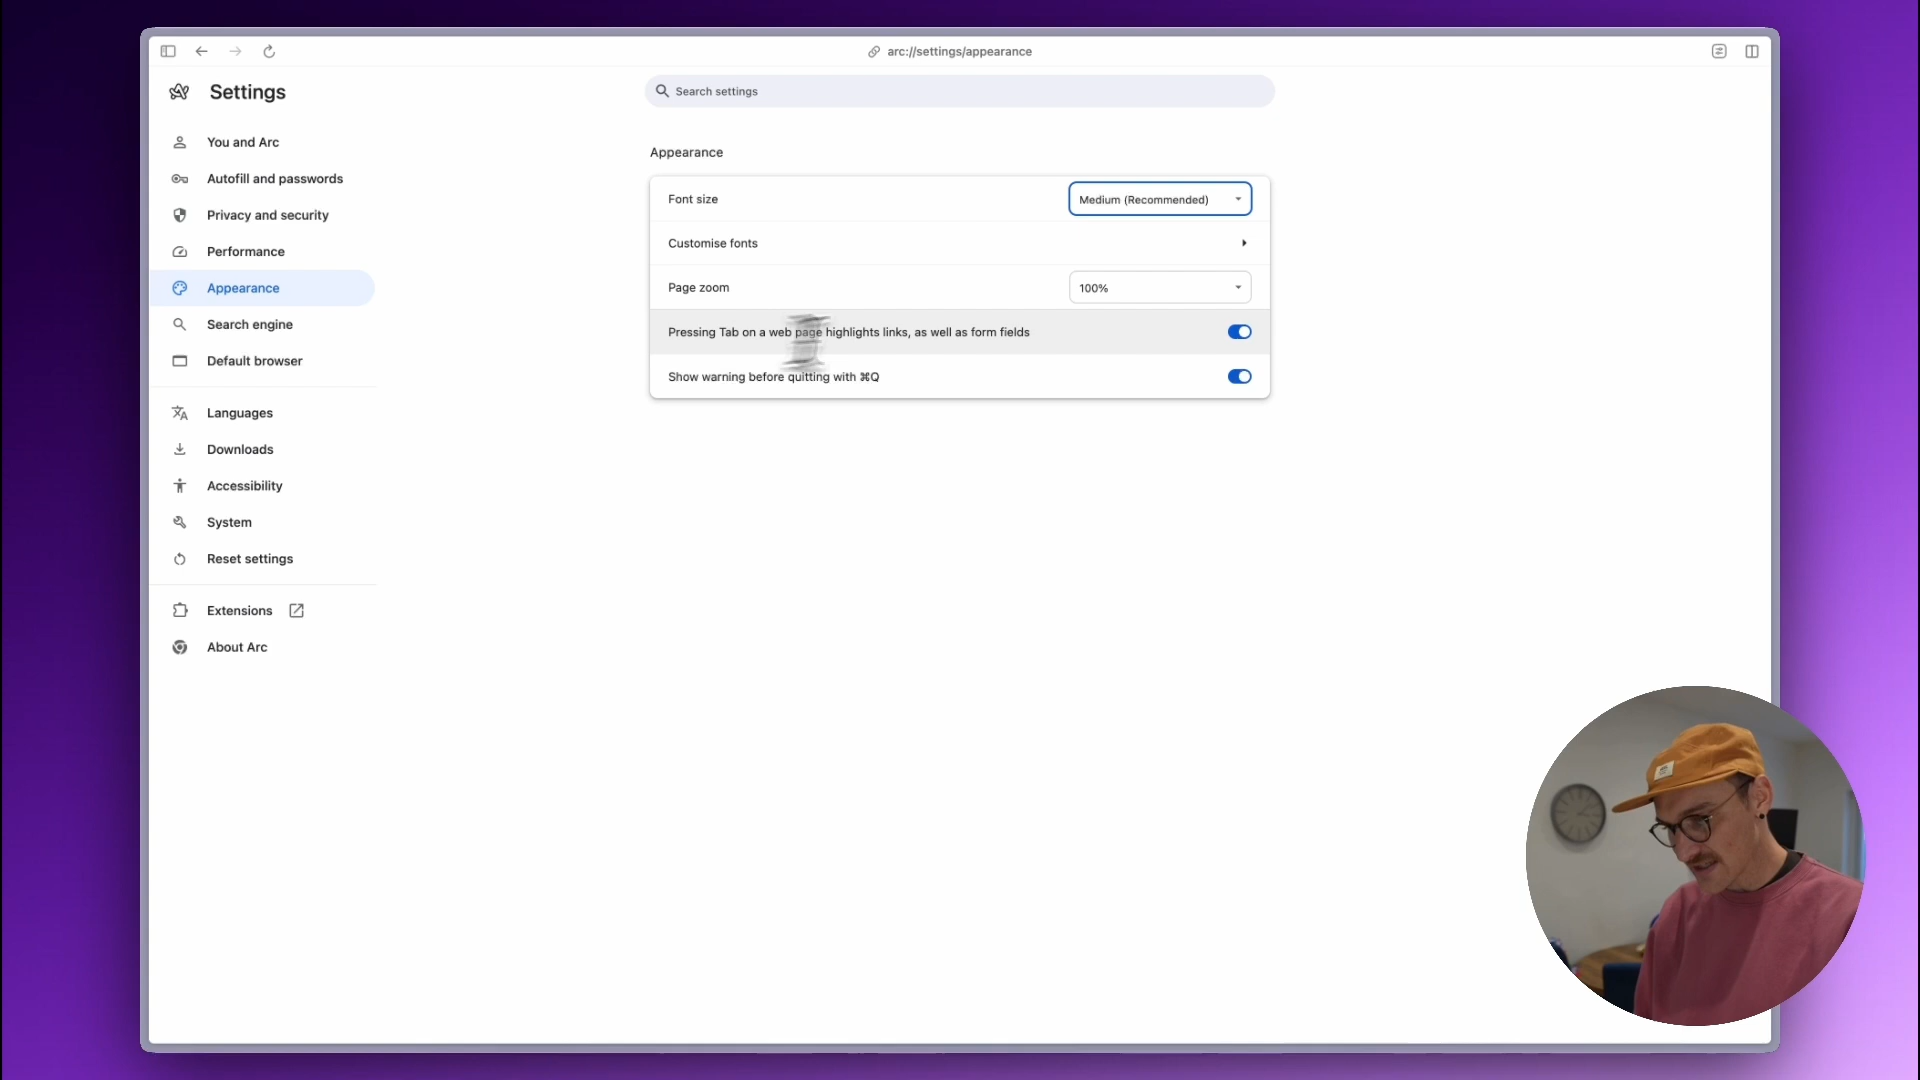 arc://settings/appearance
Settings
Search settings
You and Arc
Autofill and passwords
Privacy and security
Performance
Appearance
Search engine
Default browser
Languages
Downloads
Accessibility
System
Reset settings
Extensions
About Arc
Appearance
Font size
Medium (Recommended)
Customise fonts
Page zoom
100%
Pressing Tab on a web page highlights links, as well as form fields
Show warning before quitting with ⌘Q